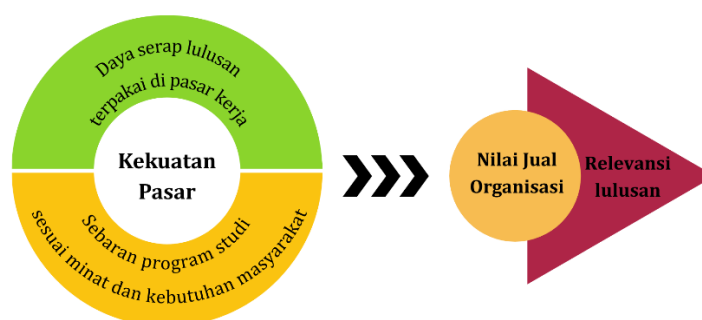 Daya serap lulusan
terpakai di pasar kerja
Kekuatan
Pasar
Sebaran program studi
sesuai minat dan kebutuhan masyarakat
Nilai Jual
Organisasi
Relevansi
lulusan